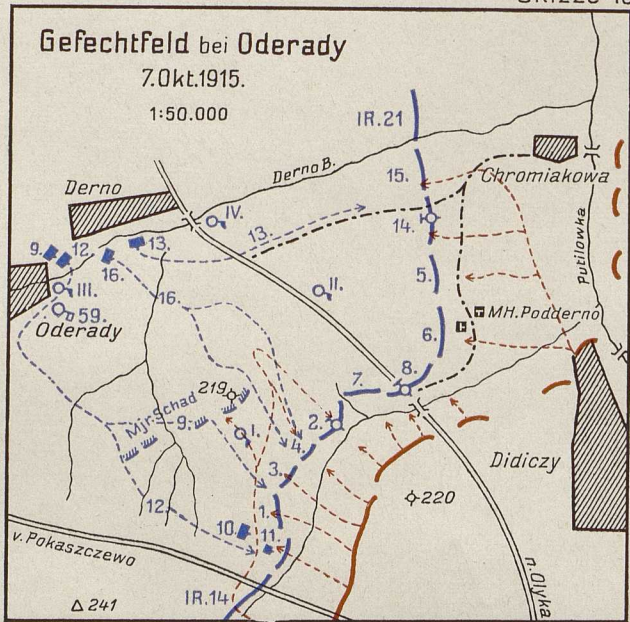 Gefechtfeld bei Oderady
7.Okt.1915.
1:50.000
IR.21
Derno B.
Derno
15.
Chromiakowa
IV.
14.
13.
9.
12.
13.
16.
III.
II.
5.
Putilowka
59.
16.
Oderady
6.
MH.Podderno
8.
7.
219
Mjr.Schad
9.
I.
2.
4.
3.
Didiczy
220
12.
1.
10.
11.
v.Pokaszczewo
n.Olyka
IR.14
241